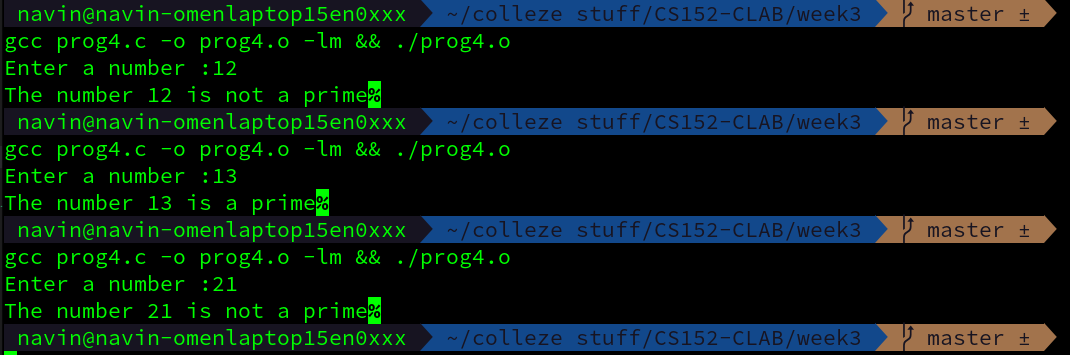 navin@navin-omenlaptop15en0xxx ~/colleze stuff/CS152-CLAB/week3 master ±
gcc prog4.c -o prog4.o -lm && ./prog4.o
Enter a number :12
The number 12 is not a prime%
navin@navin-omenlaptop15en0xxx ~/colleze stuff/CS152-CLAB/week3 master ±
gcc prog4.c -o prog4.o -lm && ./prog4.o
Enter a number :13
The number 13 is a prime%
navin@navin-omenlaptop15en0xxx ~/colleze stuff/CS152-CLAB/week3 master ±
gcc prog4.c -o prog4.o -lm && ./prog4.o
Enter a number :21
The number 21 is not a prime%
navin@navin-omenlaptop15en0xxx ~/colleze stuff/CS152-CLAB/week3 master ±